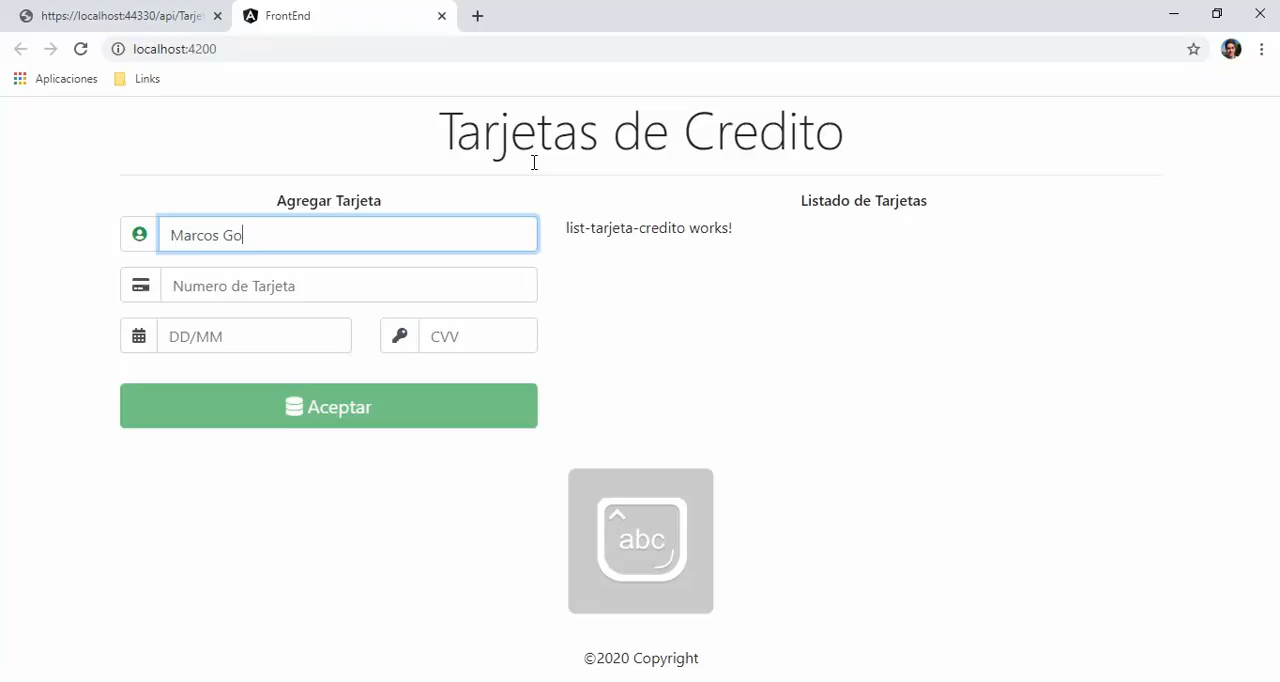 https://localhost:44330/api/Tarje
FrontEnd
localhost:4200
Aplicaciones
Links
Tarjetas de Credito
Agregar Tarjeta
Listado de Tarjetas
Marcos Go
list-tarjeta-credito works!
Numero de Tarjeta
DD/MM
CVV
Aceptar
abc
©2020 Copyright